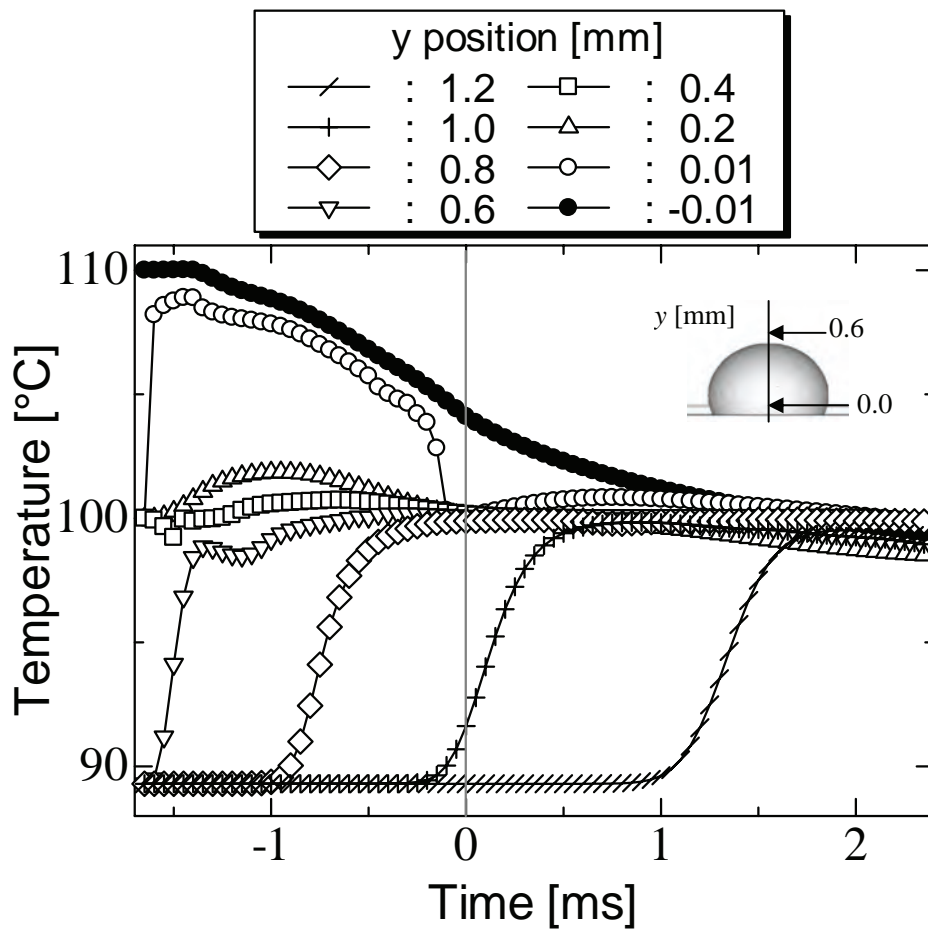 y position [mm]
: 1.2 : 0.4
: 1.0 : 0.2
: 0.8 : 0.01
: 0.6 : -0.01
110
100
90
Temperature [°C]
y [mm]
0.6
0.0
-1 0 1 2
Time [ms]